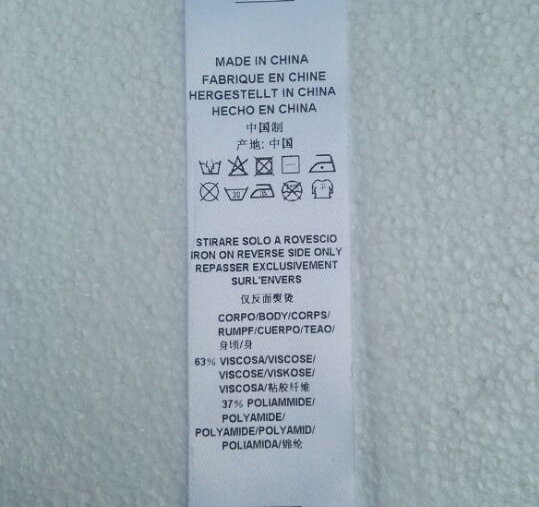 MADE IN CHINA
FABRIQUE EN CHINE
HERGESTELLT IN CHINA
HECHO EN CHINA
中国制
产地: 中国
30
STIRARE SOLO A ROVESCIO
IRON ON REVERSE SIDE ONLY
REPASSER EXCLUSIVEMENT
SURL'ENVERS
仅反面熨烫
CORPO/BODY/CORPS/
RUMPF/CUERPO/TEAO/
身顷/身
63% VISCOSA/VISCOSE/
VISCOSE/VISKOSE/
VISCOSA/粘胶纤维
37% POLIAMMIDE/
POLYAMIDE/
POLYAMIDE/POLYAMID/
POLIAMIDA/锦纶